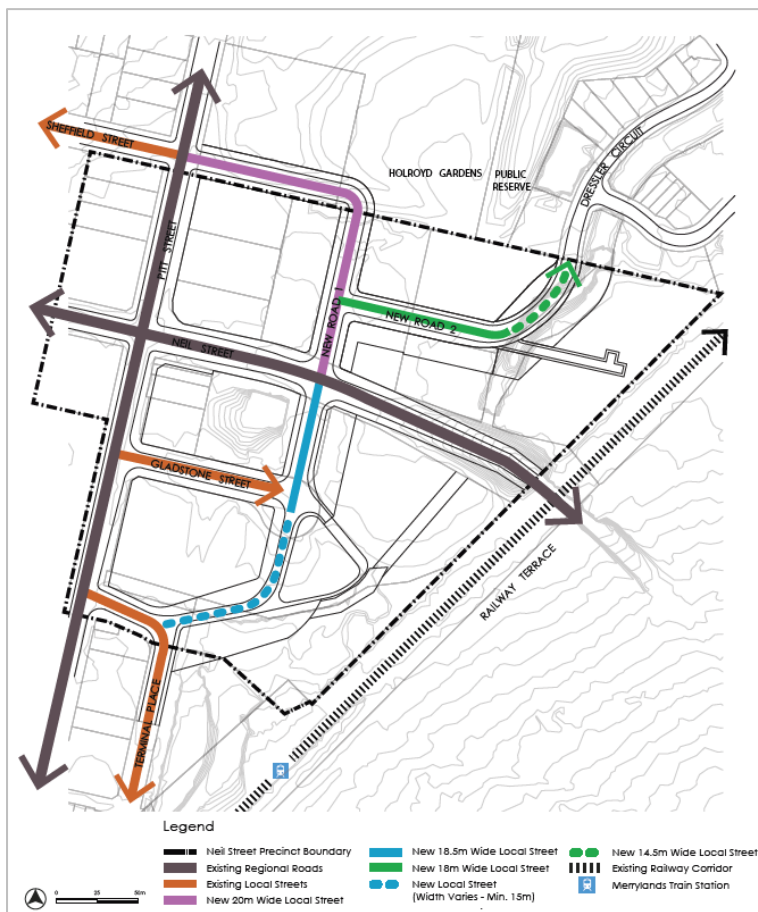 SHEFFIELD STREET
HOLROYD GARDENS PUBLIC
RESERVE
DRESSLER CIRCUIT
PITT STREET
NEW ROAD 1
NEW ROAD 2
NEIL STREET
GLADSTONE STREET
RAILWAY TERRACE
TERMINAL PLACE
Legend
Neil Street Precinct Boundary
Existing Regional Roads
Existing Local Streets
New 20m Wide Local Street
New 18.5m Wide Local Street
New 18m Wide Local Street
New Local Street
(Width Varies - Min. 15m)
New 14.5m Wide Local Street
Existing Railway Corridor
Merrylands Train Station
0 25 50m